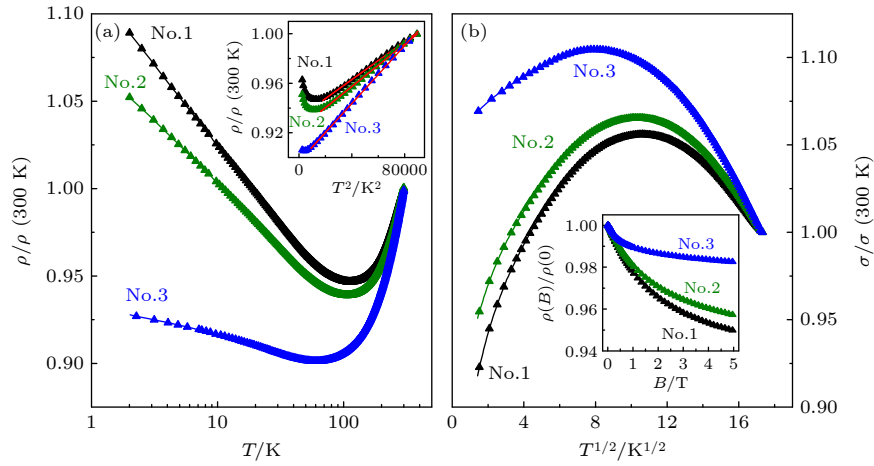 (a)
1.10
1.05
1.00
0.95
0.90
ρ/ρ (300 K)
1
10
100
T/K
No.1
No.2
No.3
1.00
0.96
0.92
ρ/ρ (300 K)
0
80000
T²/K²
No.1
No.2
No.3
(b)
1.10
1.05
1.00
0.95
0.90
σ/σ (300 K)
0
4
8
12
16
T^{1/2}/K^{1/2}
No.3
No.2
No.1
1.00
0.98
0.96
0.94
ρ(B)/ρ(0)
0 1 2 3 4 5
B/T
No.3
No.2
No.1